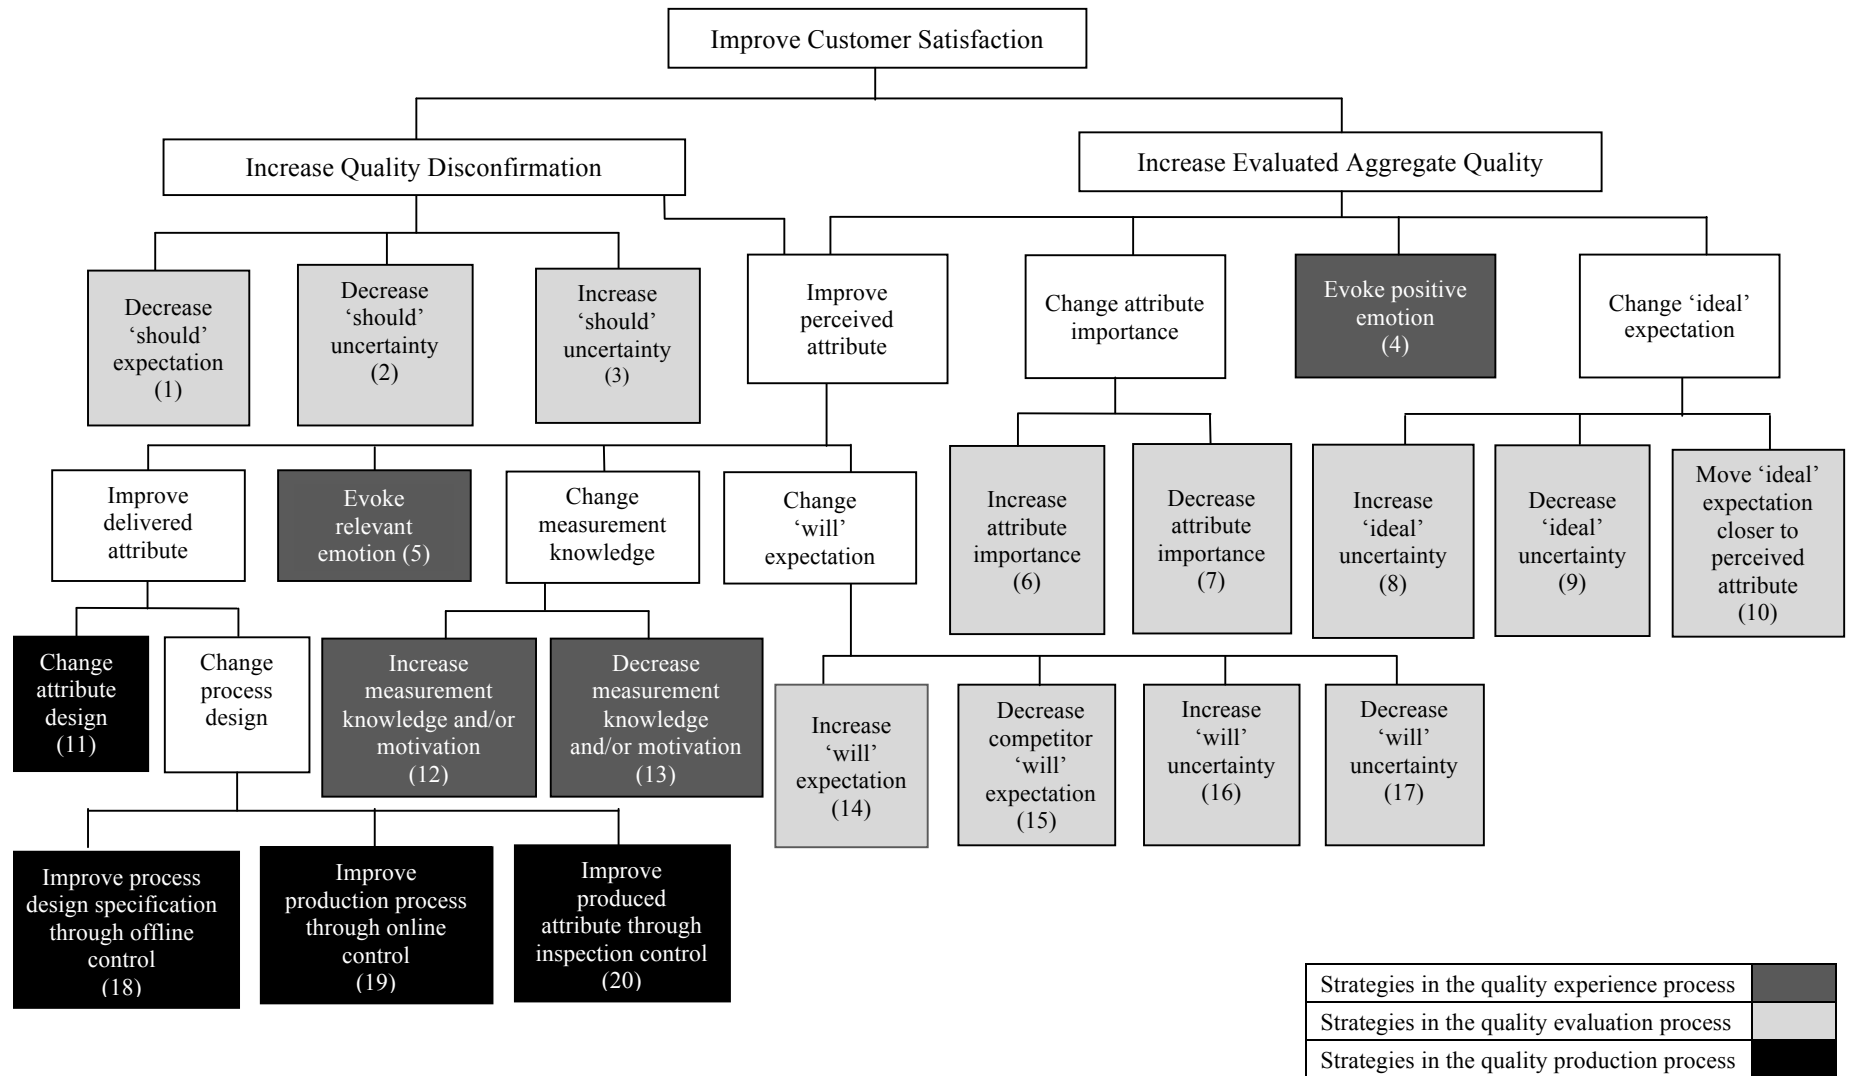 Improve Customer Satisfaction
Increase Quality Disconfirmation
Increase Evaluated Aggregate Quality
Decrease
‘should’
expectation
(1)
Decrease
‘should’
uncertainty
(2)
Increase
‘should’
uncertainty
(3)
Improve
perceived
attribute
Change attribute
importance
Evoke positive
emotion
(4)
Change ‘ideal’
expectation
Improve
delivered
attribute
Evoke
relevant
emotion (5)
Change
measurement
knowledge
Change
‘will’
expectation
Increase
attribute
importance
(6)
Decrease
attribute
importance
(7)
Increase
‘ideal’
uncertainty
(8)
Decrease
‘ideal’
uncertainty
(9)
Move ‘ideal’
expectation
closer to
perceived
attribute
(10)
Change
attribute
design
(11)
Change
process
design
Increase
measurement
knowledge and/or
motivation
(12)
Decrease
measurement
knowledge
and/or motivation
(13)
Increase
‘will’
expectation
(14)
Decrease
competitor
‘will’
expectation
(15)
Increase
‘will’
uncertainty
(16)
Decrease
‘will’
uncertainty
(17)
Improve process
design specification
through offline
control
(18)
Improve
production process
through online
control
(19)
Improve
produced
attribute through
inspection control
(20)
Strategies in the quality experience process
Strategies in the quality evaluation process
Strategies in the quality production process